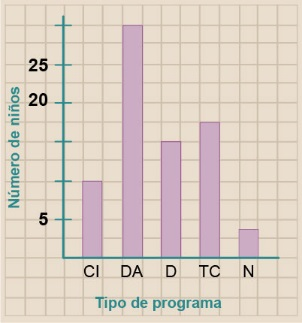 Número de niños
25
20
5
CI DA D TC N
Tipo de programa